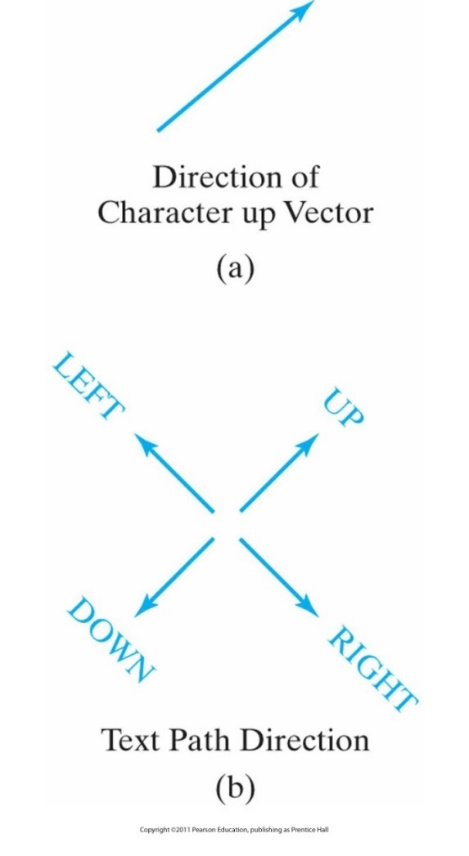 Direction of
Character up Vector
(a)
LEFT
UP
DOWN
RIGHT
Text Path Direction
(b)
Copyright ©2011 Pearson Education, publishing as Prentice Hall